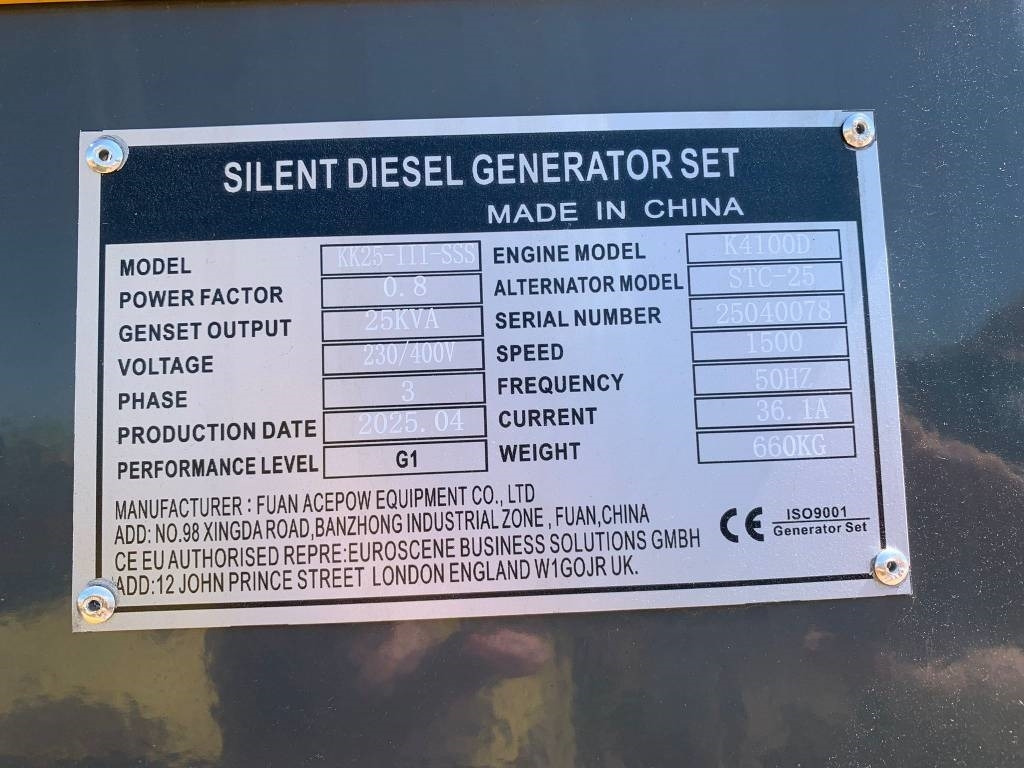 SILENT DIESEL GENERATOR SET
MADE IN CHINA
MODEL KK25-III-SSS
POWER FACTOR 0.8
GENSET OUTPUT 25KVA
VOLTAGE 230/400V
PHASE 3
PRODUCTION DATE 2025.04
PERFORMANCE LEVEL G1
ENGINE MODEL K4100D
ALTERNATOR MODEL STC-25
SERIAL NUMBER 25040078
SPEED 1500
FREQUENCY 50HZ
CURRENT 36.1A
WEIGHT 660KG
MANUFACTURER : FUAN ACEPOW EQUIPMENT CO., LTD
ADD: NO.98 XINGDA ROAD,BANZHONG INDUSTRIAL ZONE , FUAN,CHINA
CE EU AUTHORISED REPRE:EUROSCENE BUSINESS SOLUTIONS GMBH
ADD:12 JOHN PRINCE STREET LONDON ENGLAND W1GOJR UK.
CE ISO9001
Generator Set